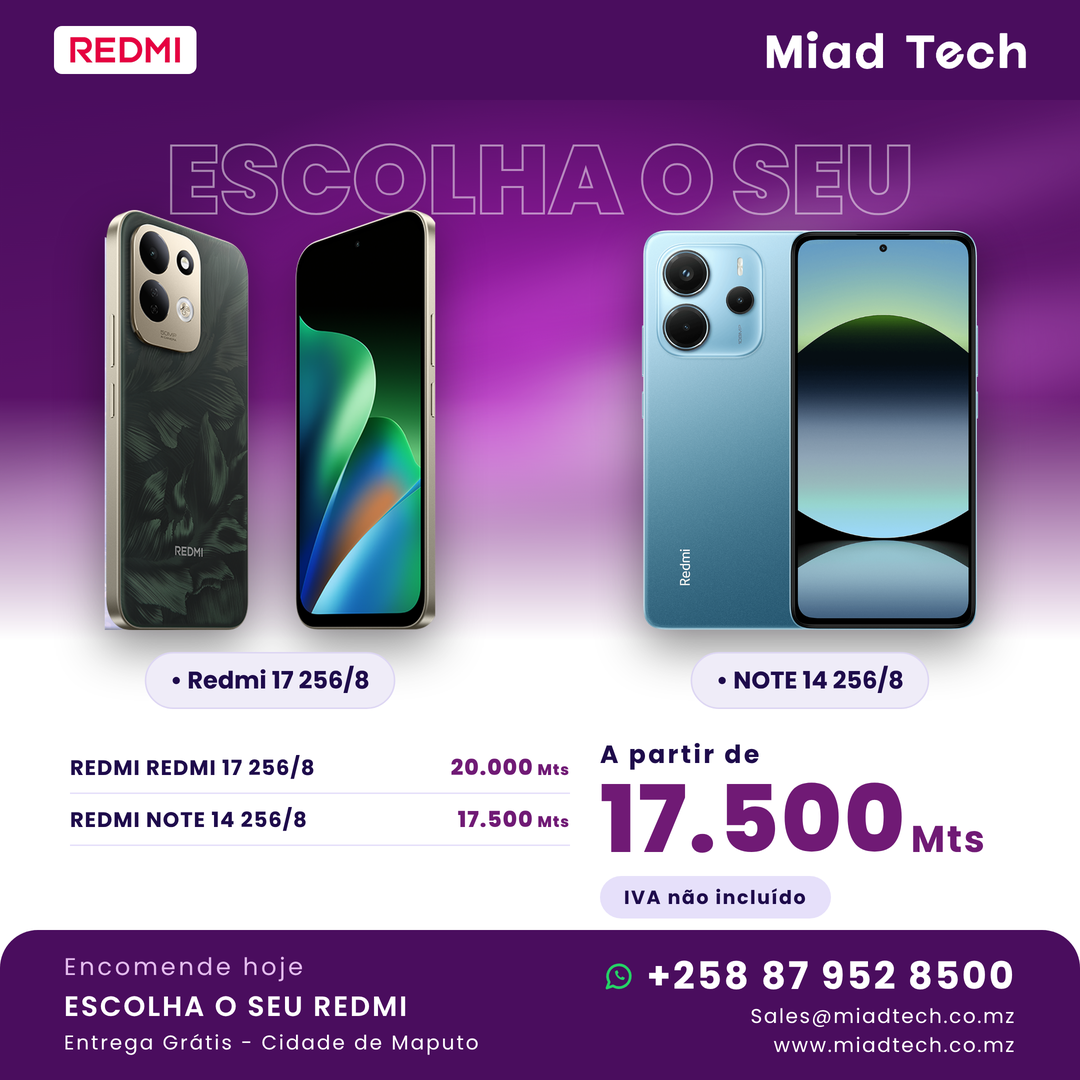 REDMI
Miad Tech
ESCOLHA O SEU
REDMI
Redmi
• Redmi 17 256/8
• NOTE 14 256/8
REDMI REDMI 17 256/8 20.000 Mts
REDMI NOTE 14 256/8 17.500 Mts
A partir de
17.500 Mts
IVA não incluído
Encomende hoje
ESCOLHA O SEU REDMI
Entrega Grátis - Cidade de Maputo
+258 87 952 8500
Sales@miadtech.co.mz
www.miadtech.co.mz